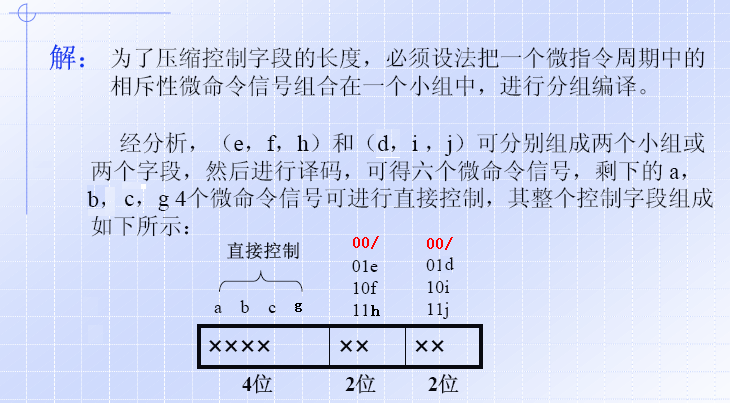 解： 为了压缩控制字段的长度，必须设法把一个微指令周期中的
相斥性微命令信号组合在一个小组中，进行分组编译。
经分析，（e，f，h）和（d，i，j）可分别组成两个小组或
两个字段，然后进行译码，可得六个微命令信号，剩下的 a，
b，c，g 4个微命令信号可进行直接控制，其整个控制字段组成
如下所示：
直接控制 00/ 00/
01e 01d
10f 10i
a b c g 11h 11j
×××× ×× ××
4位 2位 2位